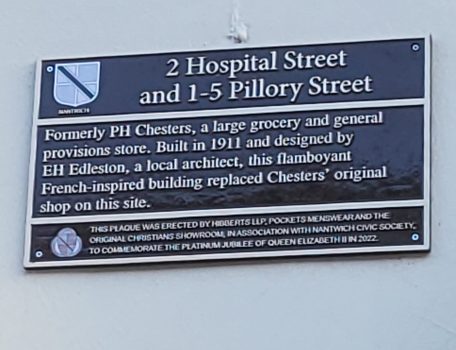 2 Hospital Street
and 1-5 Pillory Street
NANTWICH
Formerly PH Chesters, a large grocery and general
provisions store. Built in 1911 and designed by
EH Edleston, a local architect, this flamboyant
French-inspired building replaced Chesters' original
shop on this site.
THIS PLAQUE WAS ERECTED BY HIBBERTS LLP, POCKETS MENSWEAR AND THE
ORIGINAL CHRISTIANS SHOWROOM, IN ASSOCIATION WITH NANTWICH CIVIC SOCIETY,
TO COMMEMORATE THE PLATINUM JUBILEE OF QUEEN ELIZABETH II IN 2022.